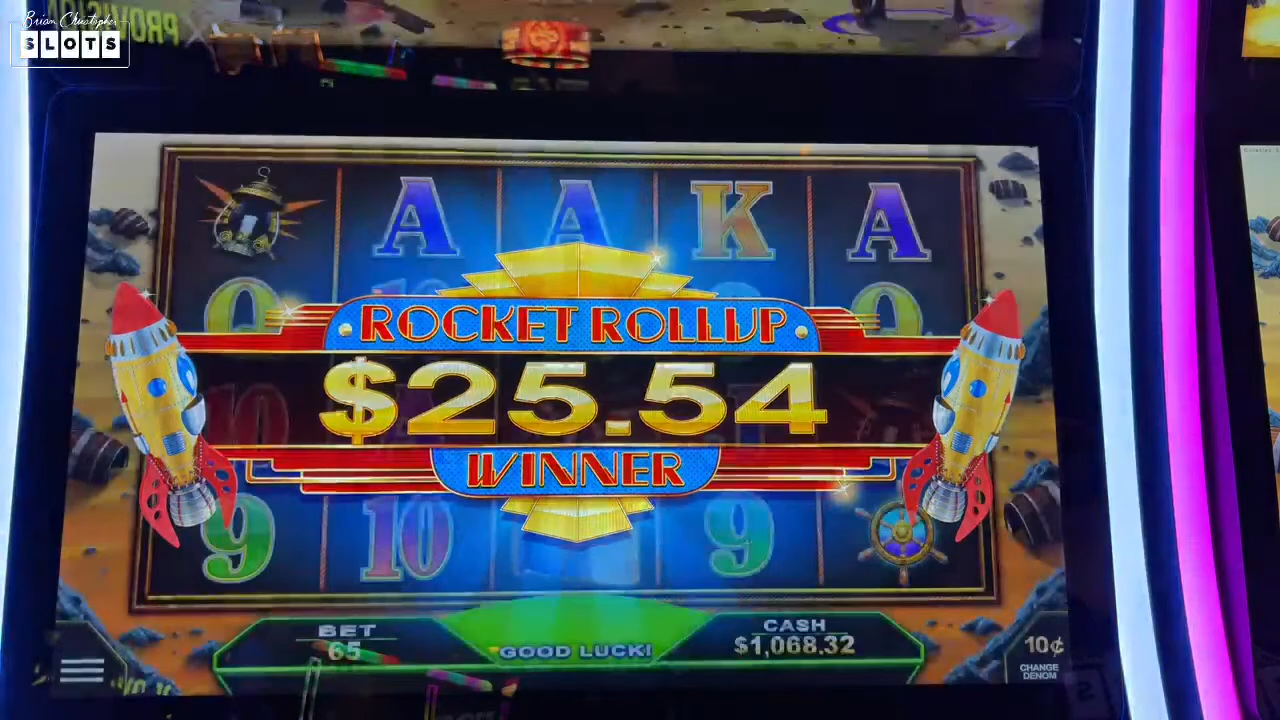 Brian Christopher
SLOTS
A A K A
Q Q
ROCKET ROLLUP
$25.54
10
WINNER
9 10 9
BET
65
GOOD LUCK!
CASH
$1,068.32
10¢
CHANGE
DENOM